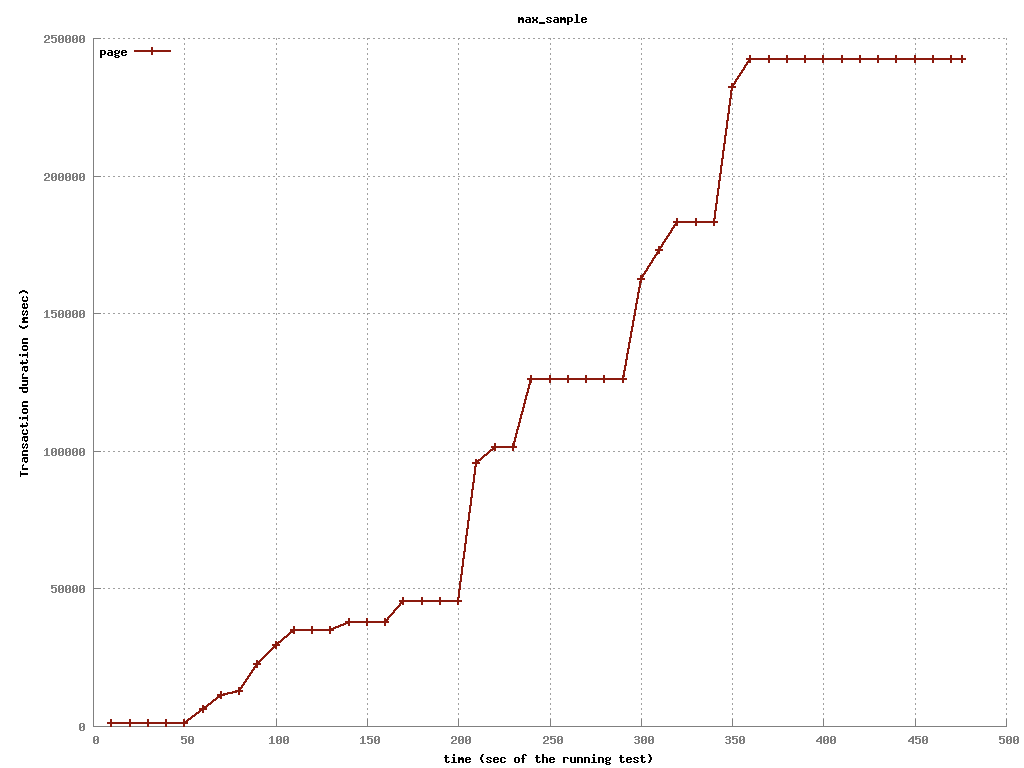 max_sample
page
250000
200000
150000
100000
50000
0
Transaction duration (msec)
0 50 100 150 200 250 300 350 400 450 500
time (sec of the running test)